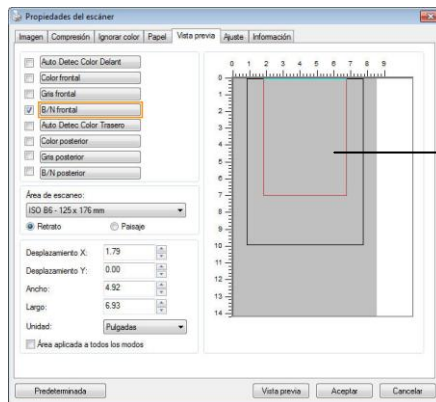 Propiedades del escáner
Imagen Compresión Ignorar color Papel Vista previa Ajuste Información
Auto Detec Color Delant
Color frontal
Gris frontal
B/N frontal
Auto Detec Color Trasero
Color posterior
Gris posterior
B/N posterior
Área de escaneo:
ISO B6 - 125 x 176 mm
Retrato Paisaje
Desplazamiento X: 1.79
Desplazamiento Y: 0.00
Ancho: 4.92
Largo: 6.93
Unidad: Pulgadas
Área aplicada a todos los modos
0 1 2 3 4 5 6 7 8 9
0
1
2
3
4
5
6
7
8
9
10
11
12
13
14
Predeterminada Vista previa Aceptar Cancelar